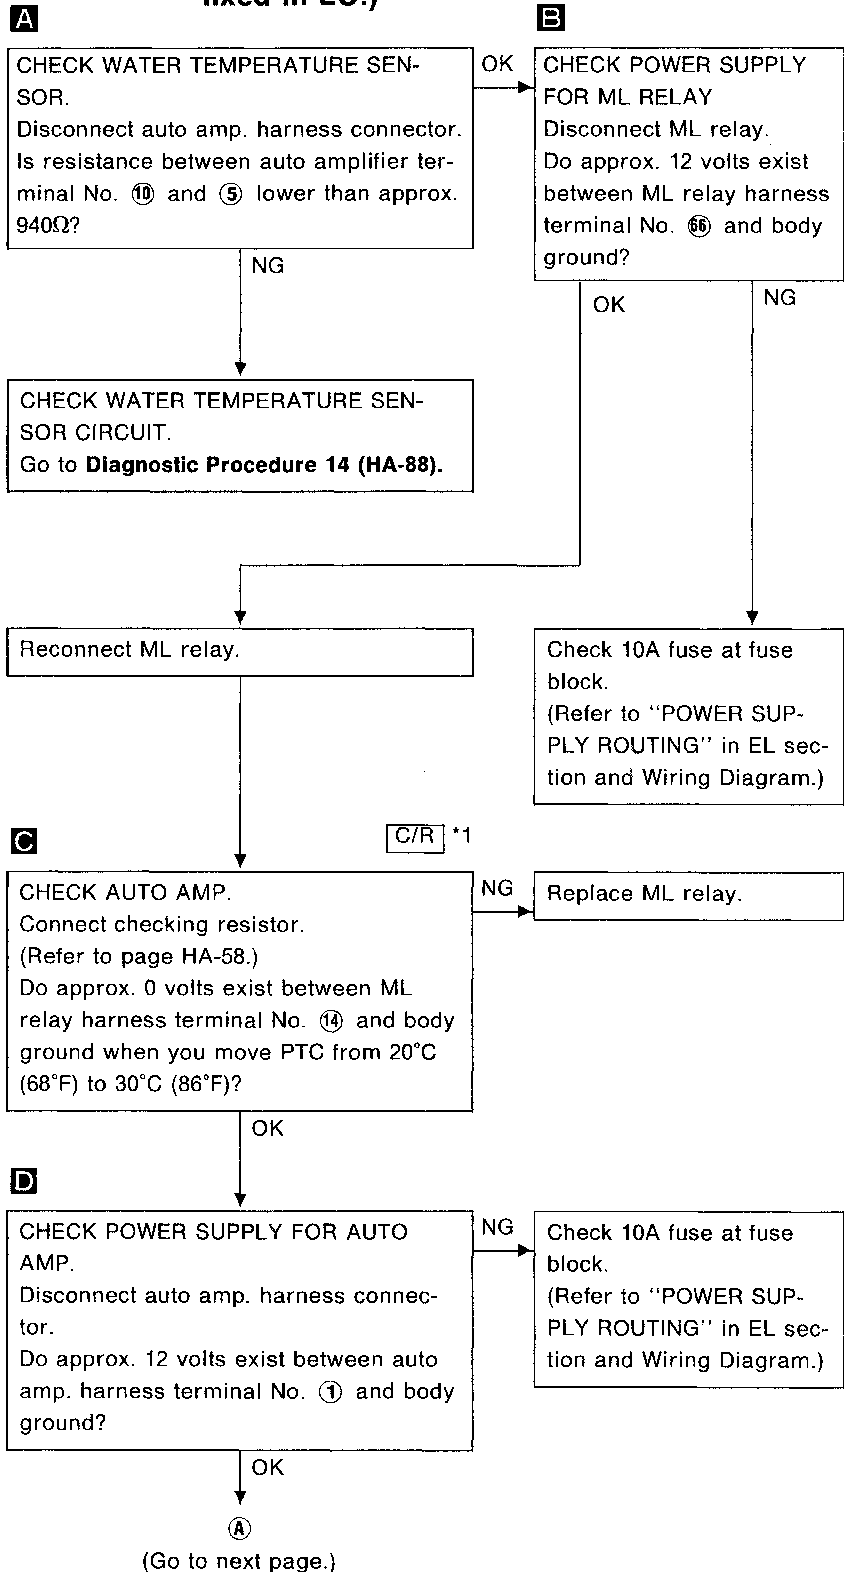 A
B
CHECK WATER TEMPERATURE SEN-
SOR.
Disconnect auto amp. harness connector.
Is resistance between auto amplifier ter-
minal No. ⑩ and ⑤ lower than approx.
940Ω?
OK
CHECK POWER SUPPLY
FOR ML RELAY
Disconnect ML relay.
Do approx. 12 volts exist
between ML relay harness
terminal No. 66 and body
ground?
NG
OK
NG
CHECK WATER TEMPERATURE SEN-
SOR CIRCUIT.
Go to Diagnostic Procedure 14 (HA-88).
Reconnect ML relay.
Check 10A fuse at fuse
block.
(Refer to "POWER SUP-
PLY ROUTING" in EL sec-
tion and Wiring Diagram.)
C
C/R *1
CHECK AUTO AMP.
Connect checking resistor.
(Refer to page HA-58.)
Do approx. 0 volts exist between ML
relay harness terminal No. ⑭ and body
ground when you move PTC from 20°C
(68°F) to 30°C (86°F)?
NG
Replace ML relay.
OK
D
CHECK POWER SUPPLY FOR AUTO
AMP.
Disconnect auto amp. harness connec-
tor.
Do approx. 12 volts exist between auto
amp. harness terminal No. ① and body
ground?
NG
Check 10A fuse at fuse
block.
(Refer to "POWER SUP-
PLY ROUTING" in EL sec-
tion and Wiring Diagram.)
OK
Ⓐ
(Go to next page.)